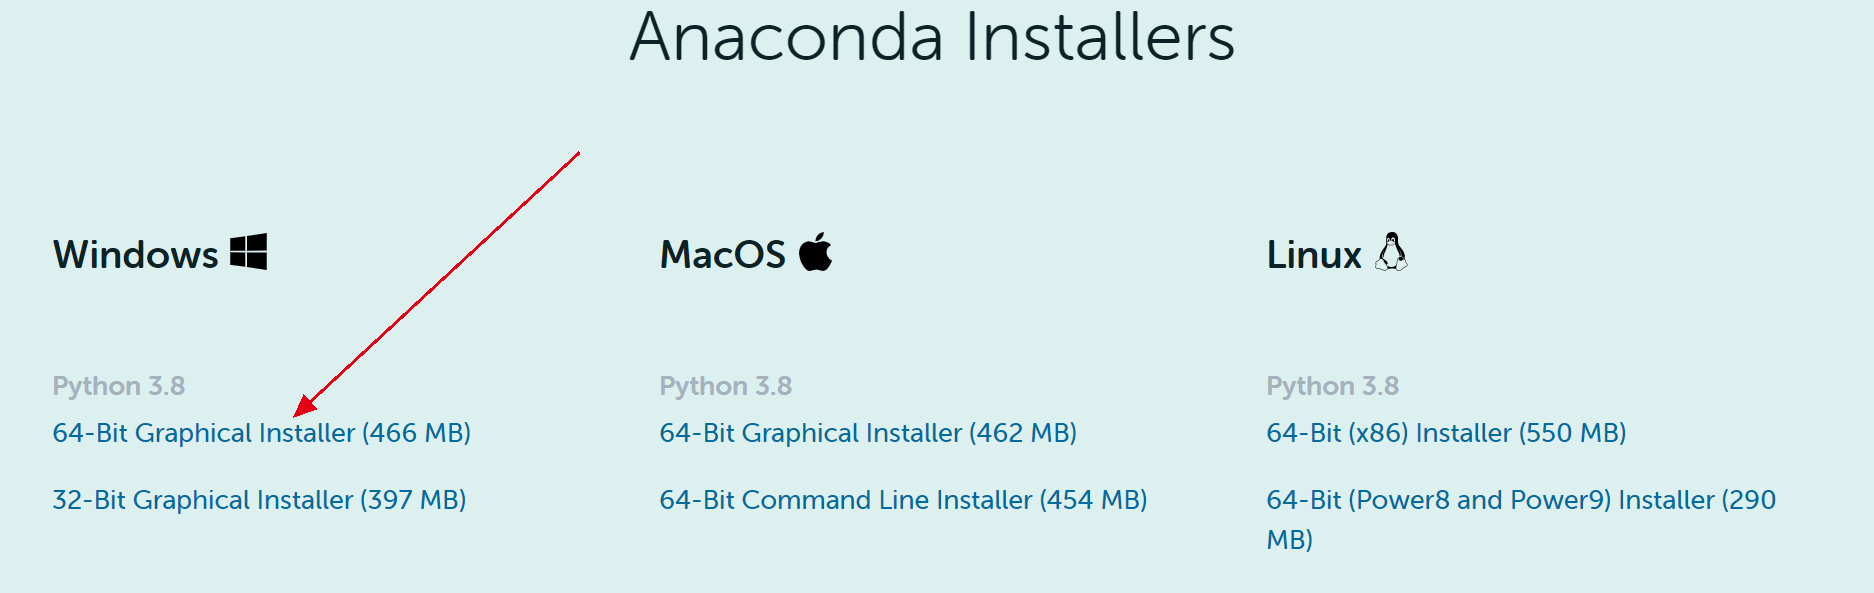 Anaconda Installers
Windows
Python 3.8
64-Bit Graphical Installer (466 MB)
32-Bit Graphical Installer (397 MB)
MacOS
Python 3.8
64-Bit Graphical Installer (462 MB)
64-Bit Command Line Installer (454 MB)
Linux
Python 3.8
64-Bit (x86) Installer (550 MB)
64-Bit (Power8 and Power9) Installer (290
MB)